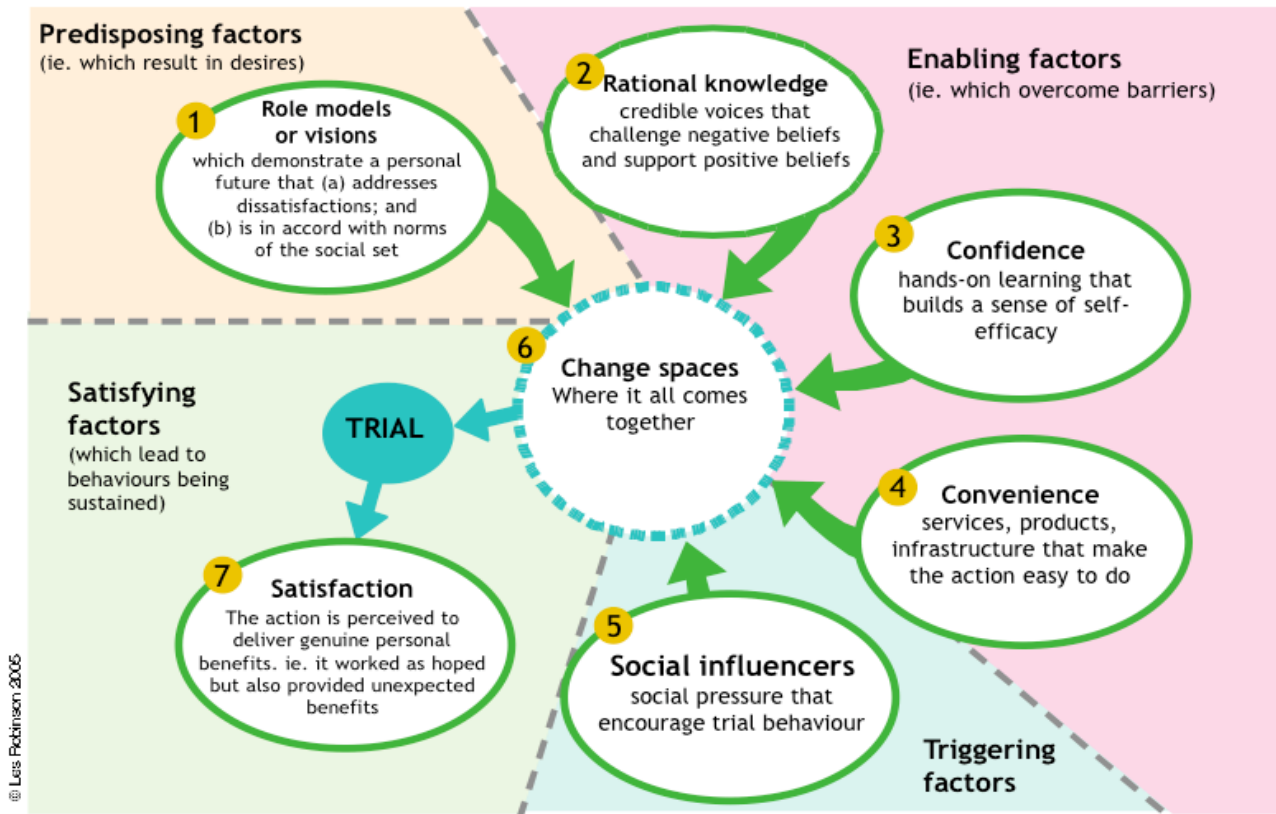 Predisposing factors
(ie. which result in desires)
1
Role models
or visions
which demonstrate a personal
future that (a) addresses
dissatisfactions; and
(b) is in accord with norms
of the social set
2
Rational knowledge
credible voices that
challenge negative beliefs
and support positive beliefs
Enabling factors
(ie. which overcome barriers)
3
Confidence
hands-on learning that
builds a sense of self-
efficacy
4
Convenience
services, products,
infrastructure that make
the action easy to do
5
Social influencers
social pressure that
encourage trial behaviour
Triggering
factors
6
Change spaces
Where it all comes
together
TRIAL
Satisfying
factors
(which lead to
behaviours being
sustained)
7
Satisfaction
The action is perceived to
deliver genuine personal
benefits. ie. it worked as hoped
but also provided unexpected
benefits
© Les Robinson 2005